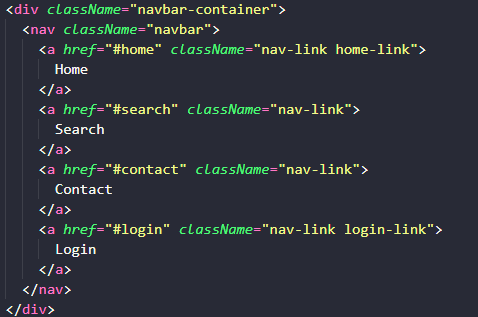 <div className="navbar-container">
  <nav className="navbar">
    <a href="#home" className="nav-link home-link">
      Home
    </a>
    <a href="#search" className="nav-link">
      Search
    </a>
    <a href="#contact" className="nav-link">
      Contact
    </a>
    <a href="#login" className="nav-link login-link">
      Login
    </a>
  </nav>
</div>